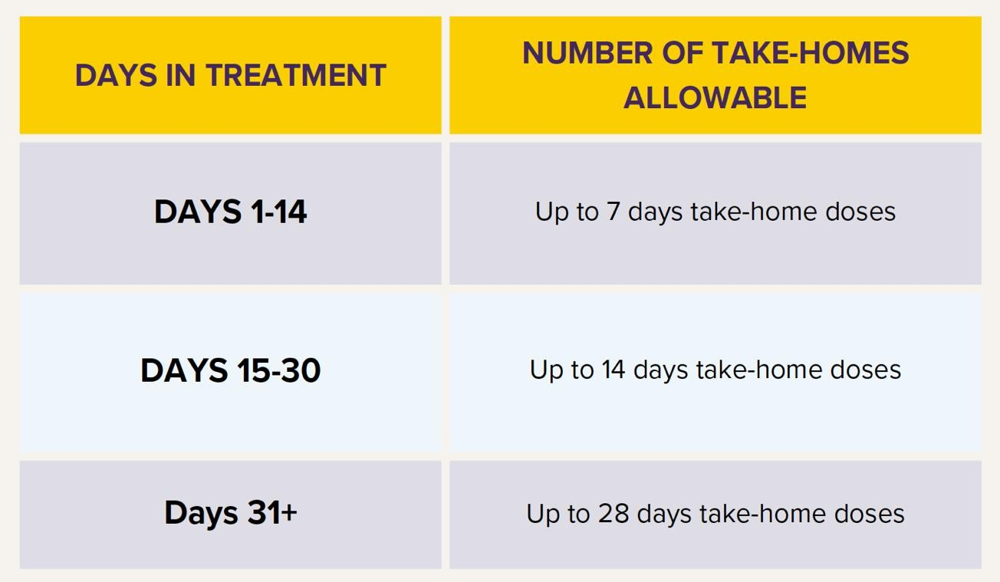 DAYS IN TREATMENT
NUMBER OF TAKE-HOMES
ALLOWABLE
DAYS 1-14
Up to 7 days take-home doses
DAYS 15-30
Up to 14 days take-home doses
Days 31+
Up to 28 days take-home doses